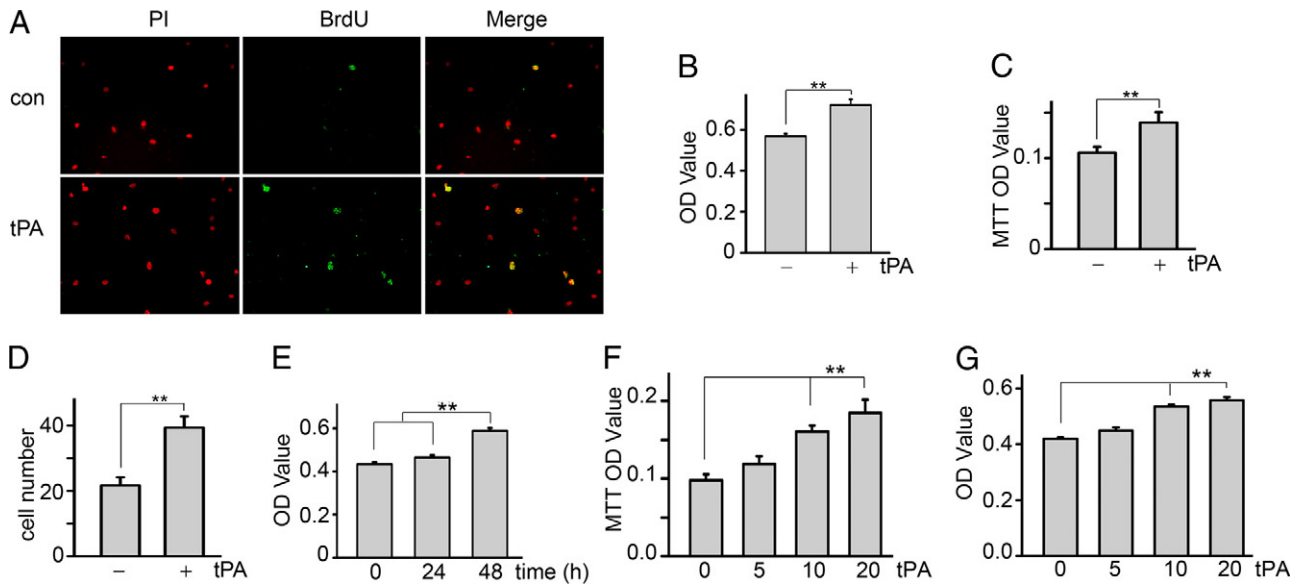 A
PI BrdU Merge
con
tPA
B
**
OD Value
0.6
0.2
0
− + tPA
C
**
MTT OD Value
0.1
0
− + tPA
D
**
cell number
40
20
0
− + tPA
E
**
OD Value
0.6
0.4
0.2
0
0 24 48 time (h)
F
**
MTT OD Value
0.2
0.1
0.0
0 5 10 20 tPA
G
**
OD Value
0.6
0.4
0.2
0.0
0 5 10 20 tPA